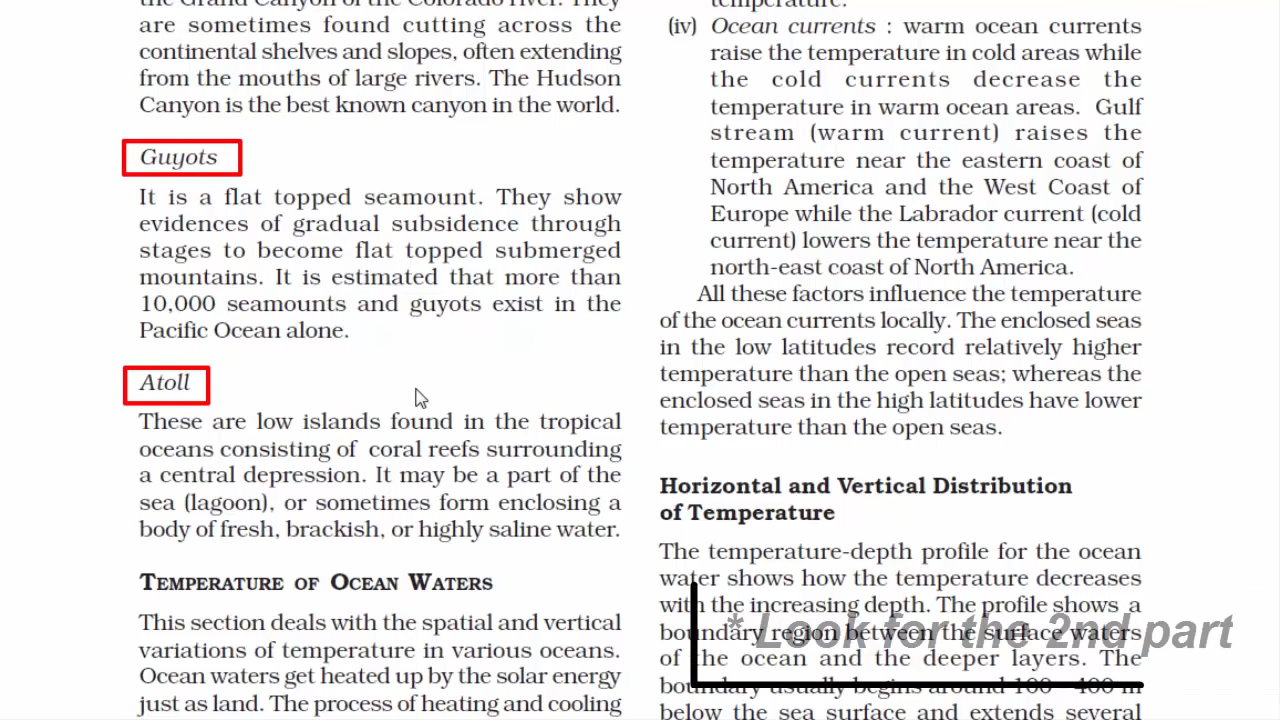 the Grand Canyon of the Colorado river. They
are sometimes found cutting across the
continental shelves and slopes, often extending
from the mouths of large rivers. The Hudson
Canyon is the best known canyon in the world.
Guyots
It is a flat topped seamount. They show
evidences of gradual subsidence through
stages to become flat topped submerged
mountains. It is estimated that more than
10,000 seamounts and guyots exist in the
Pacific Ocean alone.
Atoll
These are low islands found in the tropical
oceans consisting of coral reefs surrounding
a central depression. It may be a part of the
sea (lagoon), or sometimes form enclosing a
body of fresh, brackish, or highly saline water.
TEMPERATURE OF OCEAN WATERS
This section deals with the spatial and vertical
variations of temperature in various oceans.
Ocean waters get heated up by the solar energy
just as land. The process of heating and cooling
temperature.
(iv) Ocean currents : warm ocean currents
raise the temperature in cold areas while
the cold currents decrease the
temperature in warm ocean areas. Gulf
stream (warm current) raises the
temperature near the eastern coast of
North America and the West Coast of
Europe while the Labrador current (cold
current) lowers the temperature near the
north-east coast of North America.
All these factors influence the temperature
of the ocean currents locally. The enclosed seas
in the low latitudes record relatively higher
temperature than the open seas; whereas the
enclosed seas in the high latitudes have lower
temperature than the open seas.
Horizontal and Vertical Distribution
of Temperature
The temperature-depth profile for the ocean
water shows how the temperature decreases
with the increasing depth. The profile shows a
boundary region between the surface waters
of the ocean and the deeper layers. The
boundary usually begins around 100 - 400 m
below the sea surface and extends several
* Look for the 2nd part